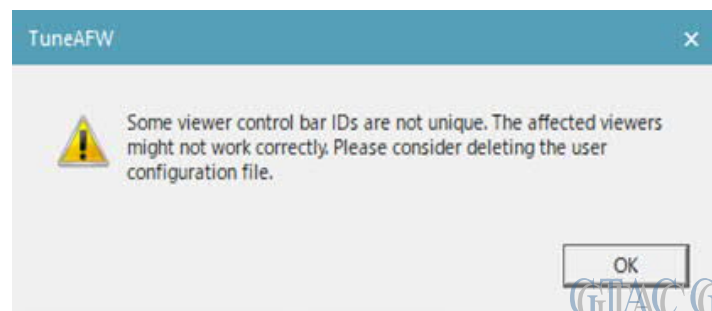 TuneAFW
Some viewer control bar IDs are not unique. The affected viewers
might not work correctly. Please consider deleting the user
configuration file.
OK
GTAC G